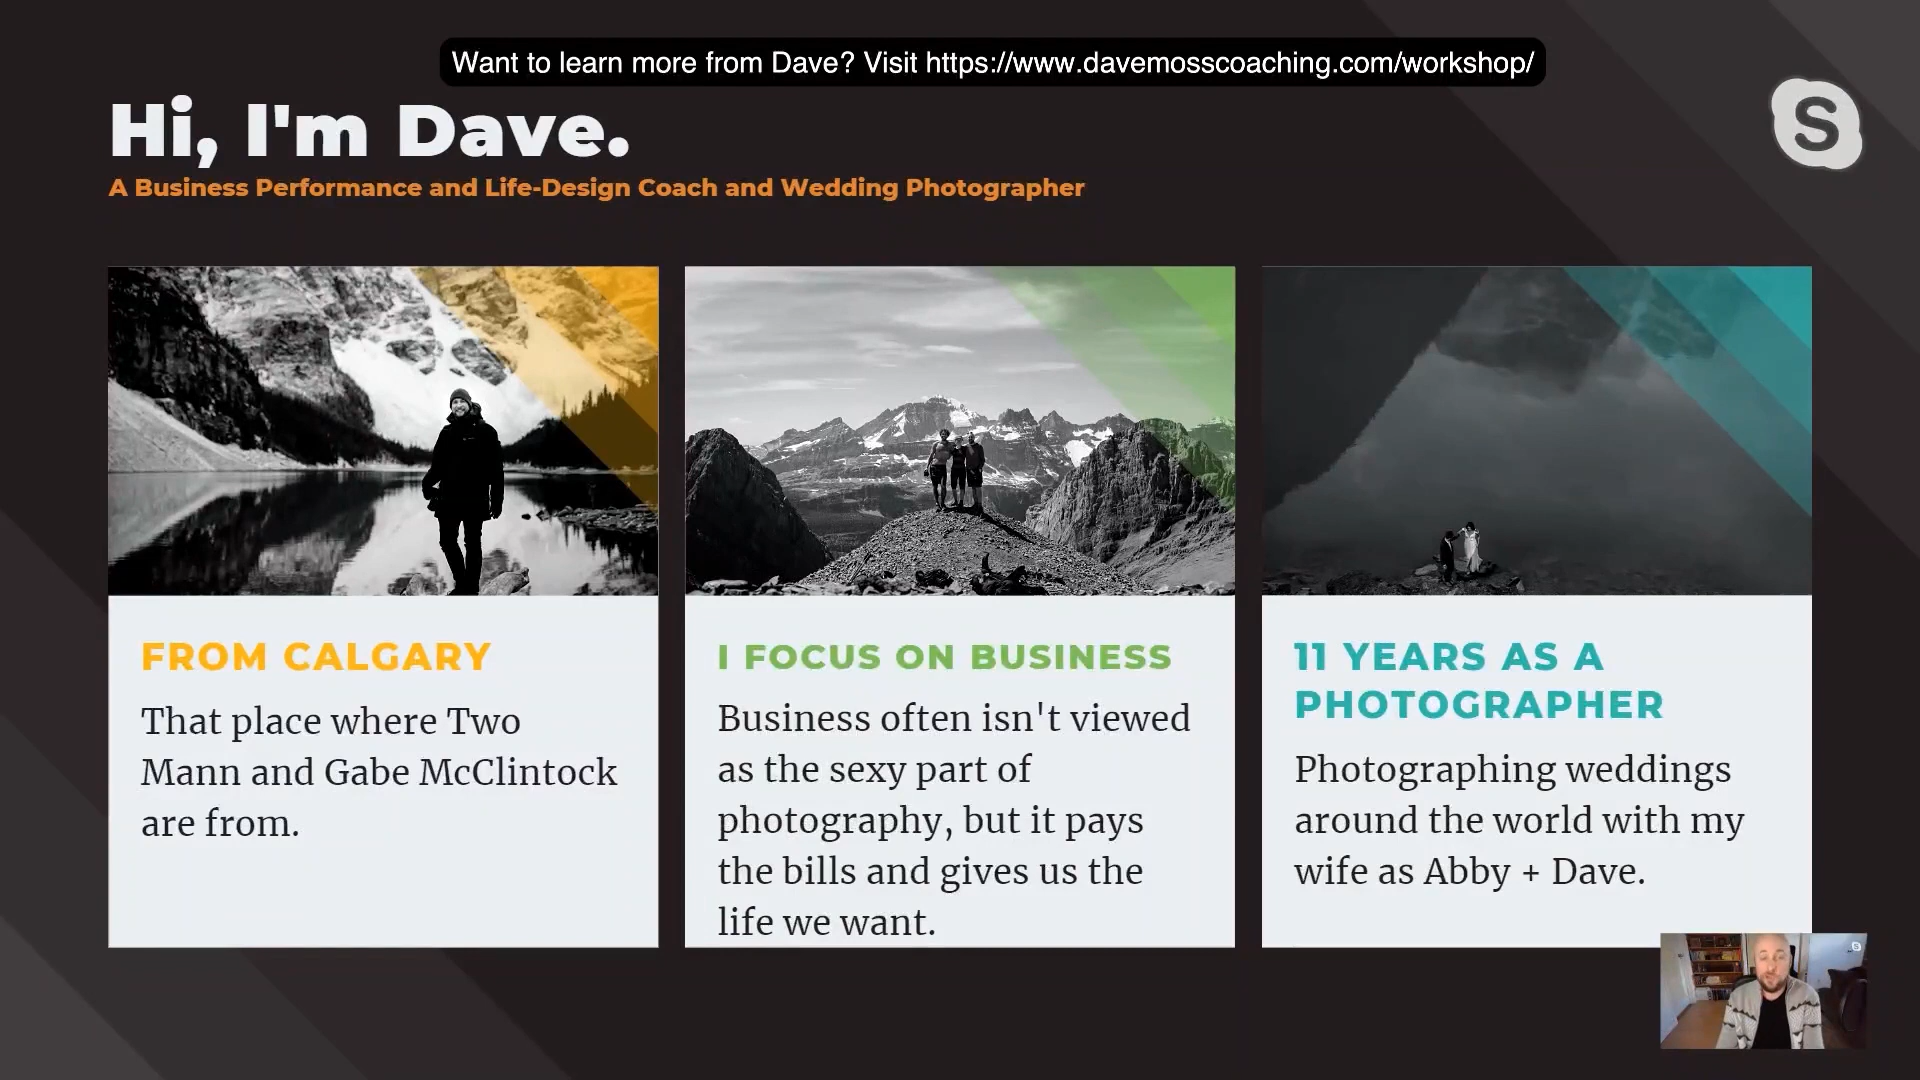 Want to learn more from Dave? Visit https://www.davemosscoaching.com/workshop/
Hi, I'm Dave.
S
A Business Performance and Life-Design Coach and Wedding Photographer
FROM CALGARY
That place where Two
Mann and Gabe McClintock
are from.
I FOCUS ON BUSINESS
Business often isn't viewed
as the sexy part of
photography, but it pays
the bills and gives us the
life we want.
11 YEARS AS A
PHOTOGRAPHER
Photographing weddings
around the world with my
wife as Abby + Dave.